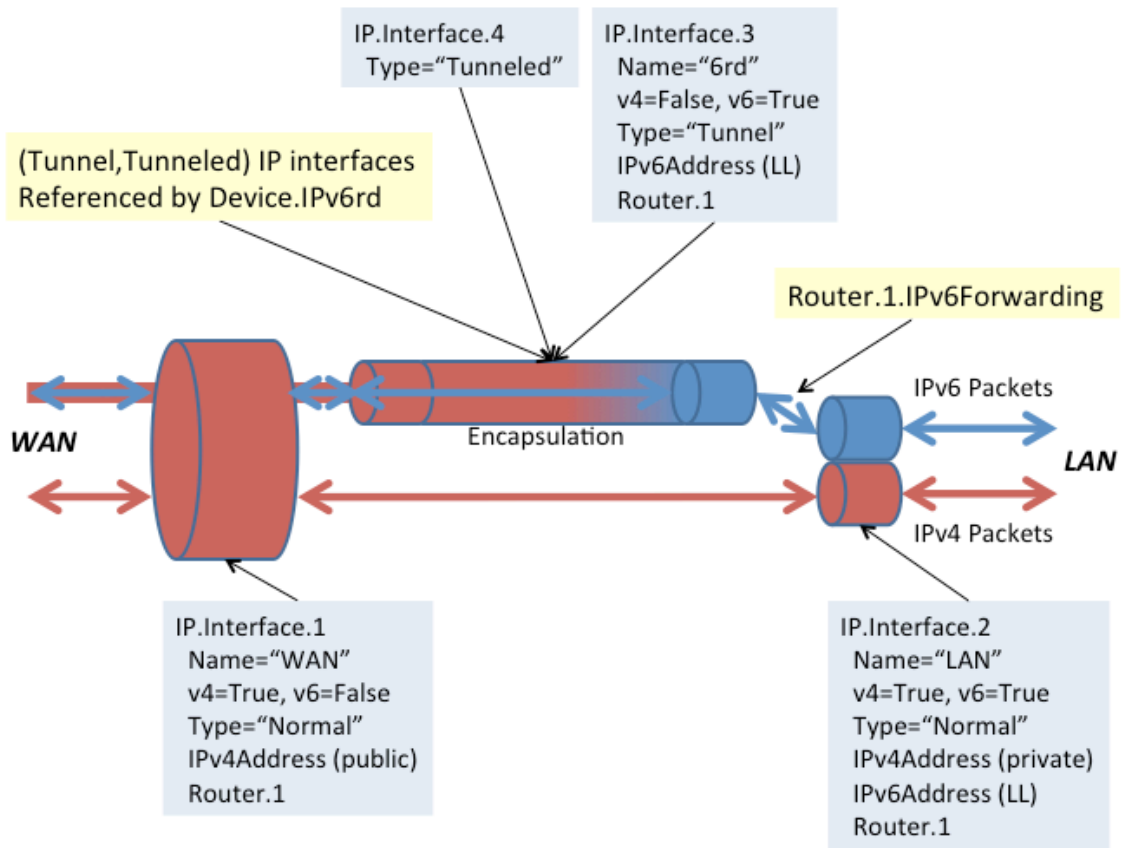 IP.Interface.4
Type=“Tunneled”
IP.Interface.3
Name=“6rd”
v4=False, v6=True
Type=“Tunnel”
IPv6Address (LL)
Router.1
(Tunnel,Tunneled) IP interfaces
Referenced by Device.IPv6rd
Router.1.IPv6Forwarding
IPv6 Packets
Encapsulation
WAN
LAN
IPv4 Packets
IP.Interface.1
Name=“WAN”
v4=True, v6=False
Type=“Normal”
IPv4Address (public)
Router.1
IP.Interface.2
Name=“LAN”
v4=True, v6=True
Type=“Normal”
IPv4Address (private)
IPv6Address (LL)
Router.1